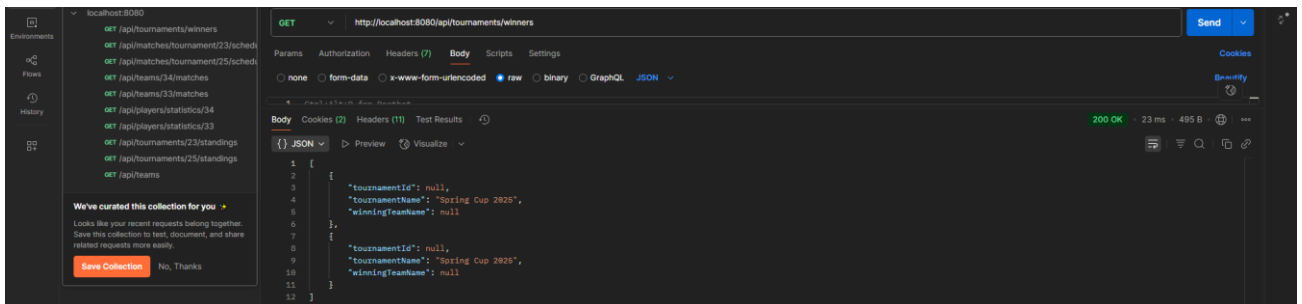 Environments
Flows
History
localhost:8080
GET /api/tournaments/winners
GET /api/matches/tournament/23/schedu
GET /api/matches/tournament/25/schedu
GET /api/teams/34/matches
GET /api/teams/33/matches
GET /api/players/statistics/34
GET /api/players/statistics/33
GET /api/tournaments/23/standings
GET /api/tournaments/25/standings
GET /api/teams
We've curated this collection for you
Looks like your recent requests belong together.
Save this collection to test, document, and share
related requests more easily.
Save Collection No, Thanks
GET http://localhost:8080/api/tournaments/winners Send
Params Authorization Headers (7) Body Scripts Settings Cookies
none form-data x-www-form-urlencoded raw binary GraphQL JSON Beautify
1
Body Cookies (2) Headers (11) Test Results 200 OK 23 ms 495 B
{} JSON Preview Visualize
1 [
2 {
3 "tournamentId": null,
4 "tournamentName": "Spring Cup 2025",
5 "winningTeamName": null
6 },
7 {
8 "tournamentId": null,
9 "tournamentName": "Spring Cup 2025",
10 "winningTeamName": null
11 }
12 ]